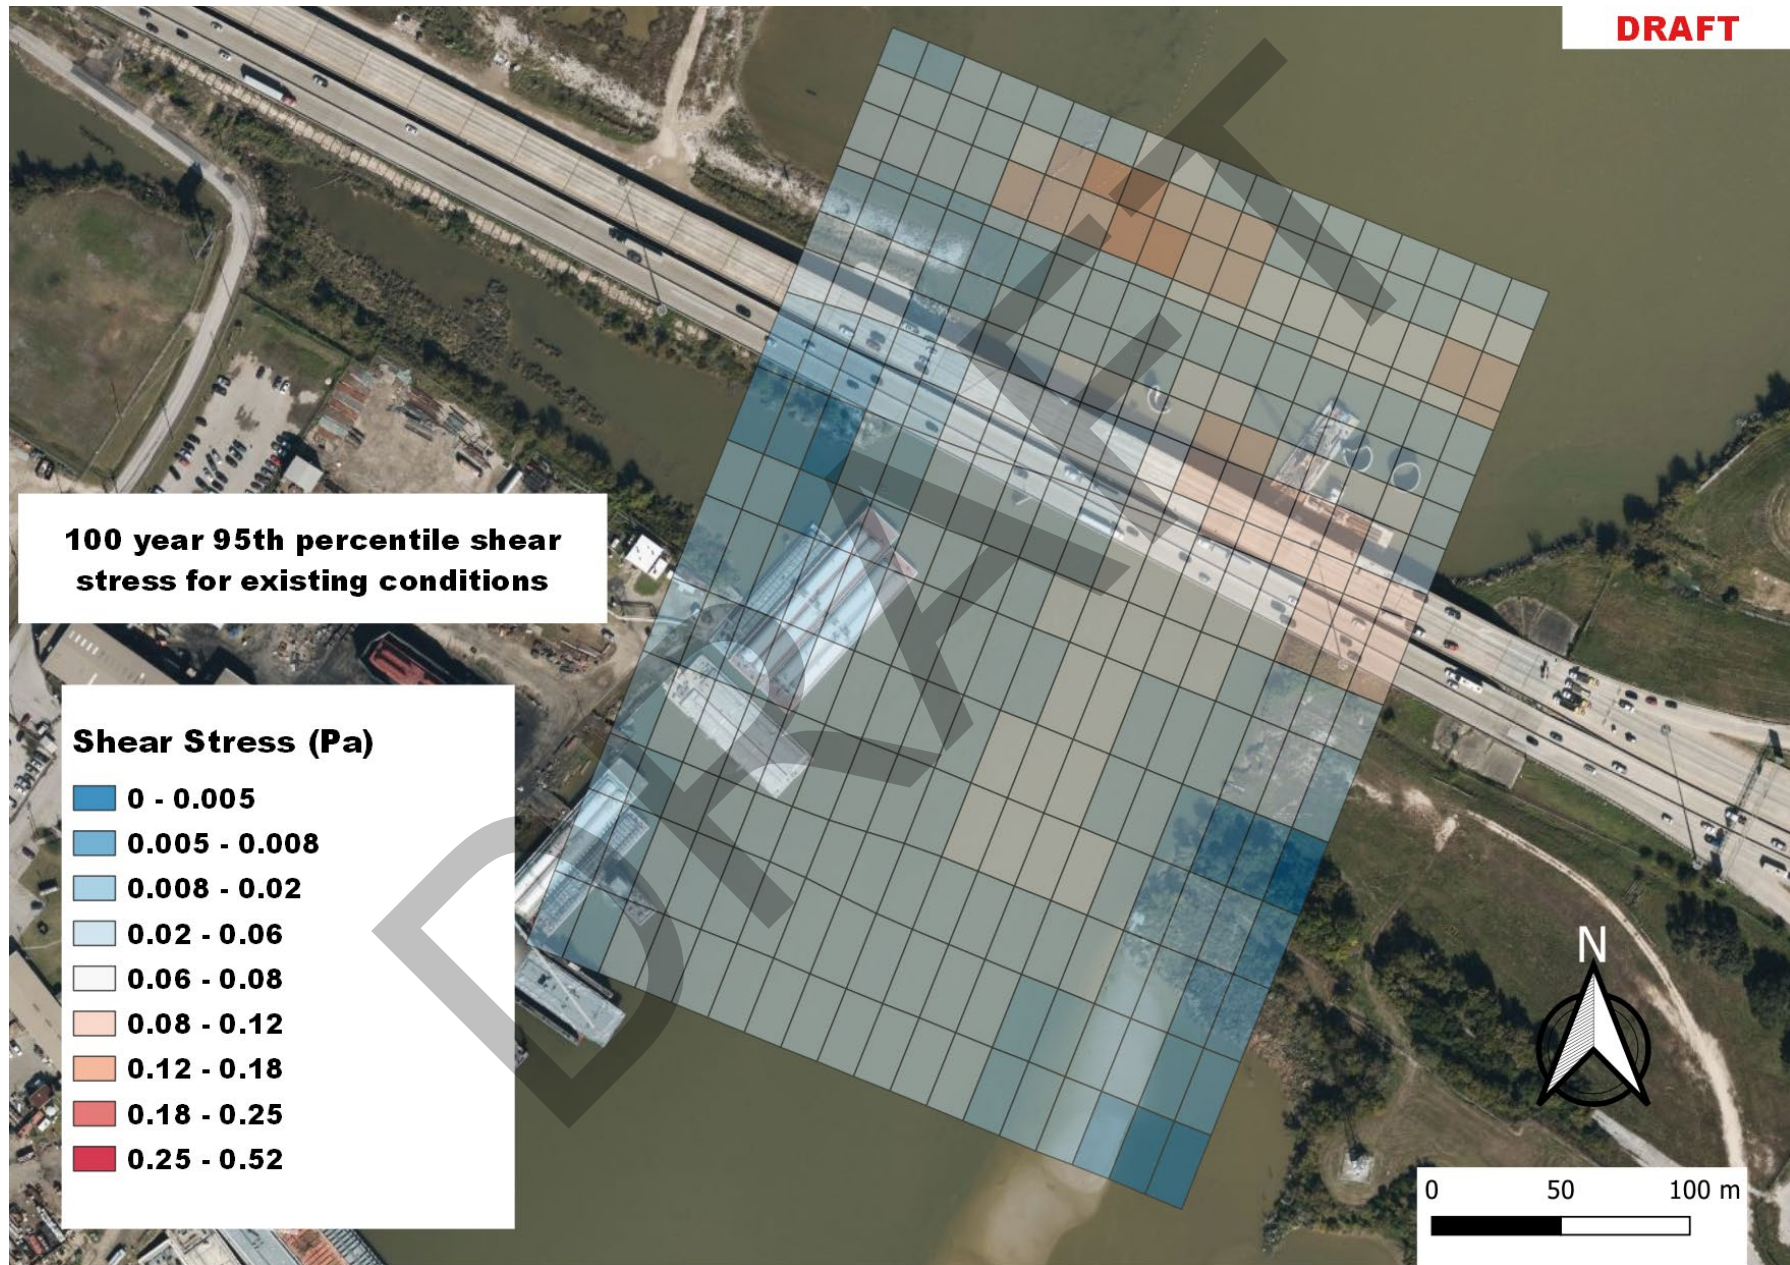 DRAFT
100 year 95th percentile shear
stress for existing conditions
Shear Stress (Pa)
0 - 0.005
0.005 - 0.008
0.008 - 0.02
0.02 - 0.06
0.06 - 0.08
0.08 - 0.12
0.12 - 0.18
0.18 - 0.25
0.25 - 0.52
DRAFT
N
0 50 100 m